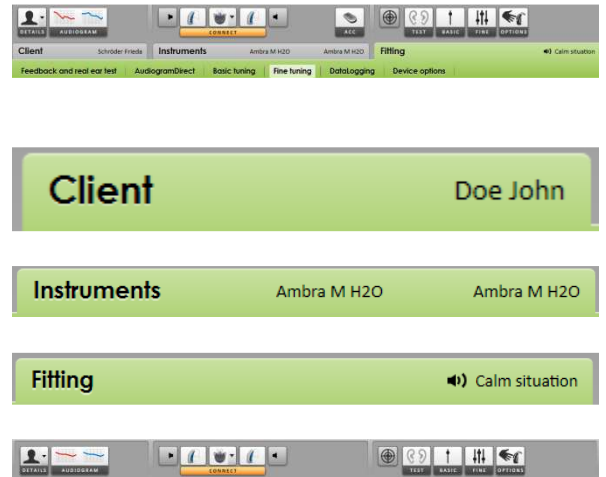 DETAILS AUDIOGRAM CONNECT ACC TEST BASIC FINE OPTIONS
Client Schröder Frieda Instruments Ambra M H2O Ambra M H2O Fitting Calm situation
Feedback and real ear test AudiogramDirect Basic tuning Fine tuning DataLogging Device options
Client Doe John
Instruments Ambra M H2O Ambra M H2O
Fitting Calm situation
DETAILS AUDIOGRAM CONNECT TEST BASIC FINE OPTIONS